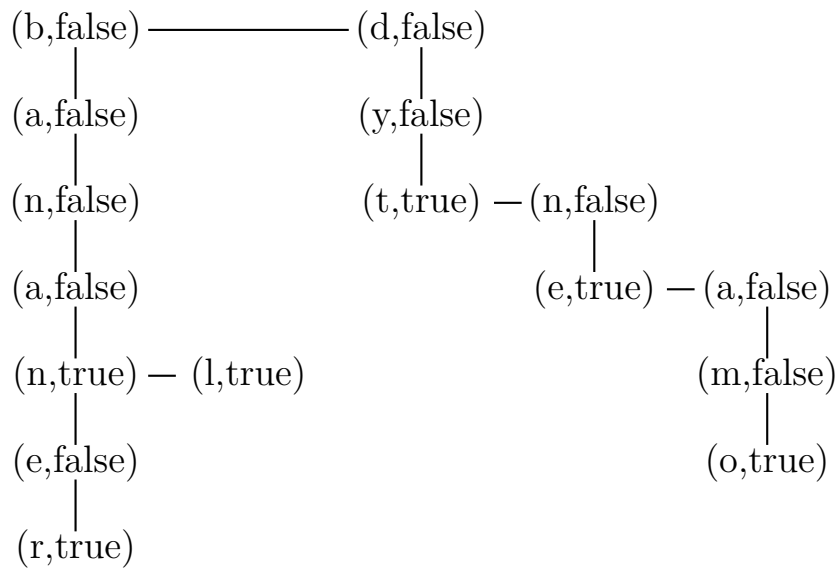 (b,false) (d,false)
(a,false) (y,false)
(n,false) (t,true) (n,false)
(a,false) (e,true) (a,false)
(n,true) (l,true) (m,false)
(e,false) (o,true)
(r,true)